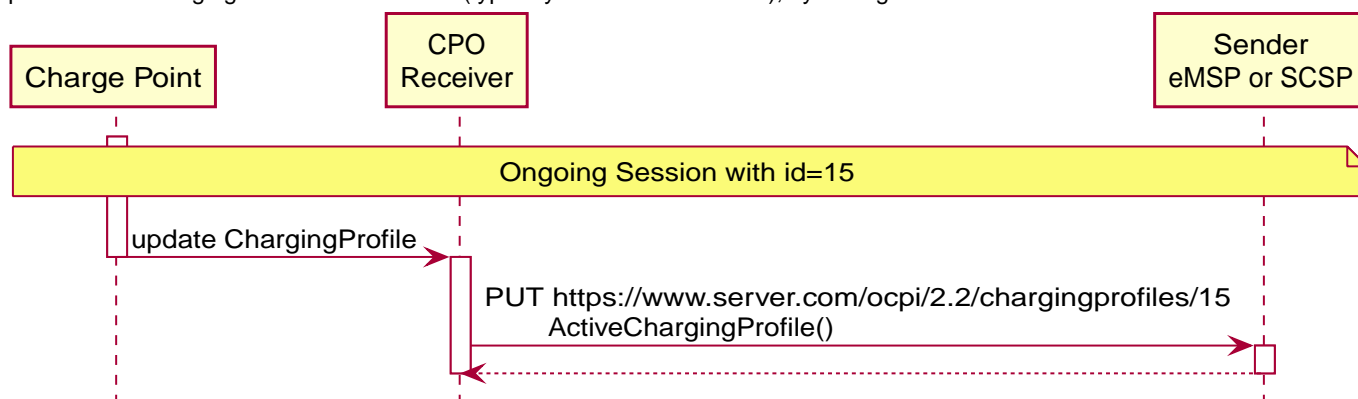 CPO
Receiver
Sender
eMSP or SCSP
Charge Point
Ongoing Session with id=15
update ChargingProfile
PUT https://www.server.com/ocpi/2.2/chargingprofiles/15
ActiveChargingProfile()